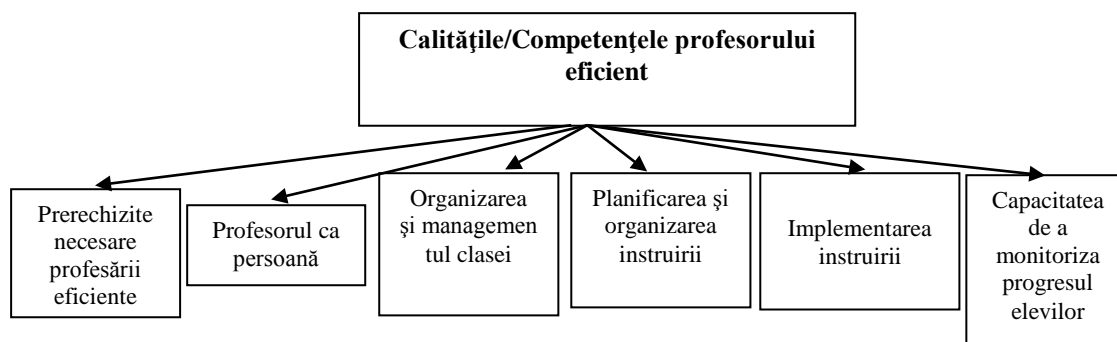 Calităţile/Competenţele profesorului
eficient
Prerechizite
necesare
profesării
eficiente
Profesorul ca
persoană
Organizarea
şi managemen
tul clasei
Planificarea şi
organizarea
instruirii
Implementarea
instruirii
Capacitatea
de a
monitoriza
progresul
elevilor